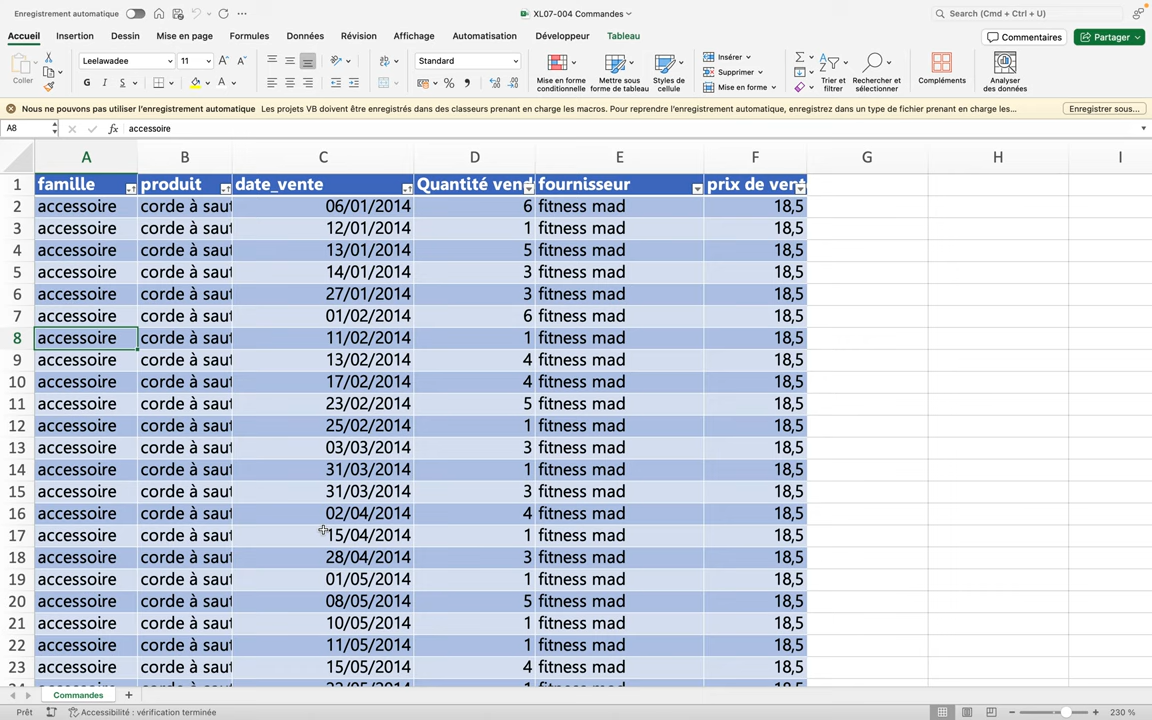 Enregistrement automatique
XL07-004 Commandes
Search (Cmd + Ctrl + U)
Accueil Insertion Dessin Mise en page Formules Données Révision Affichage Automatisation Développeur Tableau
Commentaires Partager
Coller
Leelawadee 11
G I S
Standard
Mise en forme conditionnelle
Mettre sous forme de tableau
Styles de cellule
Insérer
Supprimer
Mise en forme
Trier et filtrer
Rechercher et sélectionner
Compléments
Analyser des données
Nous ne pouvons pas utiliser l'enregistrement automatique Les projets VB doivent être enregistrés dans des classeurs prenant en charge les macros. Pour reprendre l'enregistrement automatique, enregistrez dans un type de fichier prenant en charge les... Enregistrer sous...
A8 fx accessoire
A B C D E F G H I
1 famille produit date_vente Quantité vend fournisseur prix de vent
2 accessoire corde à saut 06/01/2014 6 fitness mad 18,5
3 accessoire corde à saut 12/01/2014 1 fitness mad 18,5
4 accessoire corde à saut 13/01/2014 5 fitness mad 18,5
5 accessoire corde à saut 14/01/2014 3 fitness mad 18,5
6 accessoire corde à saut 27/01/2014 3 fitness mad 18,5
7 accessoire corde à saut 01/02/2014 6 fitness mad 18,5
8 accessoire corde à saut 11/02/2014 1 fitness mad 18,5
9 accessoire corde à saut 13/02/2014 4 fitness mad 18,5
10 accessoire corde à saut 17/02/2014 4 fitness mad 18,5
11 accessoire corde à saut 23/02/2014 5 fitness mad 18,5
12 accessoire corde à saut 25/02/2014 1 fitness mad 18,5
13 accessoire corde à saut 03/03/2014 3 fitness mad 18,5
14 accessoire corde à saut 31/03/2014 1 fitness mad 18,5
15 accessoire corde à saut 31/03/2014 3 fitness mad 18,5
16 accessoire corde à saut 02/04/2014 4 fitness mad 18,5
17 accessoire corde à saut 15/04/2014 1 fitness mad 18,5
18 accessoire corde à saut 28/04/2014 3 fitness mad 18,5
19 accessoire corde à saut 01/05/2014 1 fitness mad 18,5
20 accessoire corde à saut 08/05/2014 5 fitness mad 18,5
21 accessoire corde à saut 10/05/2014 1 fitness mad 18,5
22 accessoire corde à saut 11/05/2014 1 fitness mad 18,5
23 accessoire corde à saut 15/05/2014 4 fitness mad 18,5
Commandes
Prêt Accessibilité : vérification terminée 230 %